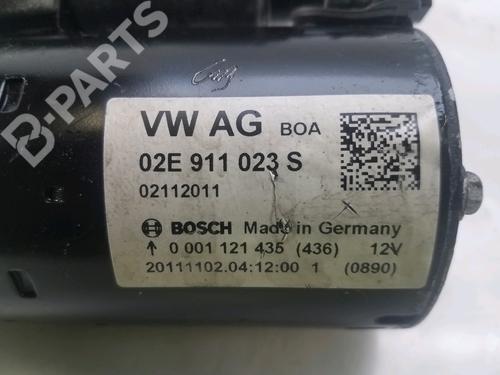 B-PARTS
VW AG BOA
02E 911 023 S
02112011
BOSCH Made in Germany
↑ 0 001 121 435 (436) 12V
20111102.04:12:00 1 (0890)
B-PARTS